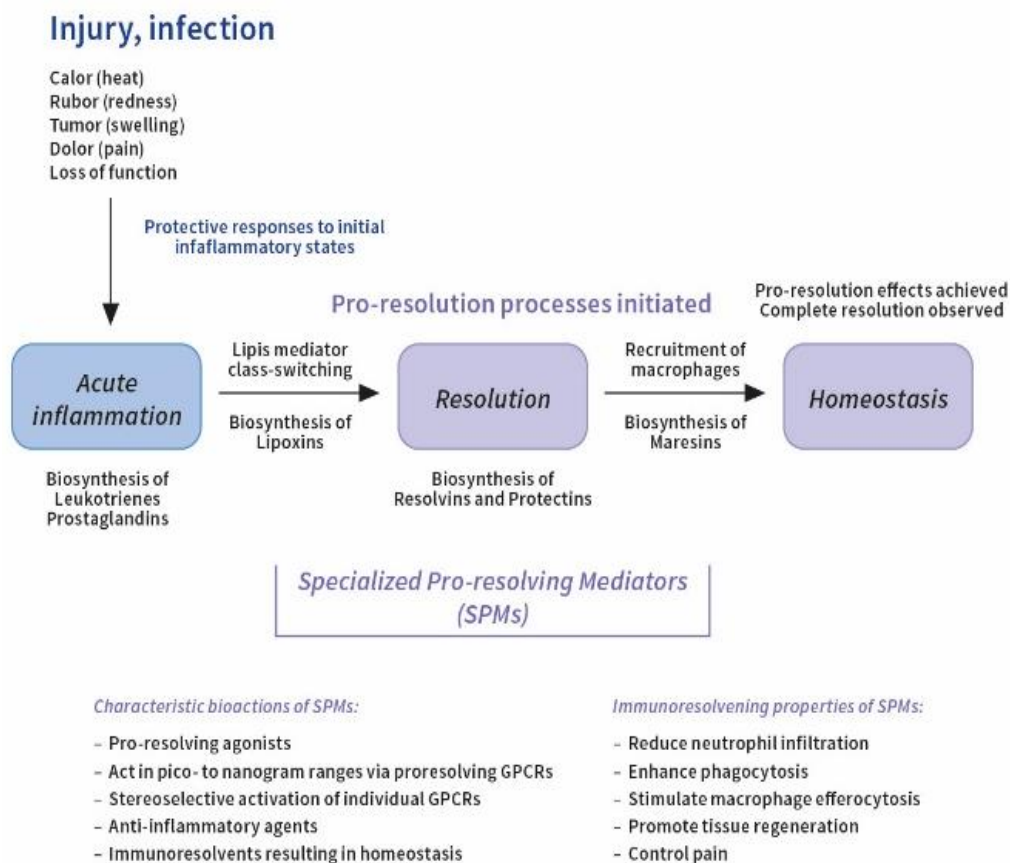 Injury, infection
Calor (heat)
Rubor (redness)
Tumor (swelling)
Dolor (pain)
Loss of function
Protective responses to initial
infaflammatory states
Pro-resolution processes initiated
Pro-resolution effects achieved
Complete resolution observed
Acute
inflammation
Lipis mediator
class-switching
Biosynthesis of
Lipoxins
Resolution
Recruitment of
macrophages
Biosynthesis of
Maresins
Homeostasis
Biosynthesis of
Leukotrienes
Prostaglandins
Biosynthesis of
Resolvins and Protectins
Specialized Pro-resolving Mediators
(SPMs)
Characteristic bioactions of SPMs:
– Pro-resolving agonists
– Act in pico- to nanogram ranges via proresolving GPCRs
– Stereoselective activation of individual GPCRs
– Anti-inflammatory agents
– Immunoresolvents resulting in homeostasis
Immunoresolvening properties of SPMs:
– Reduce neutrophil infiltration
– Enhance phagocytosis
– Stimulate macrophage efferocytosis
– Promote tissue regeneration
– Control pain